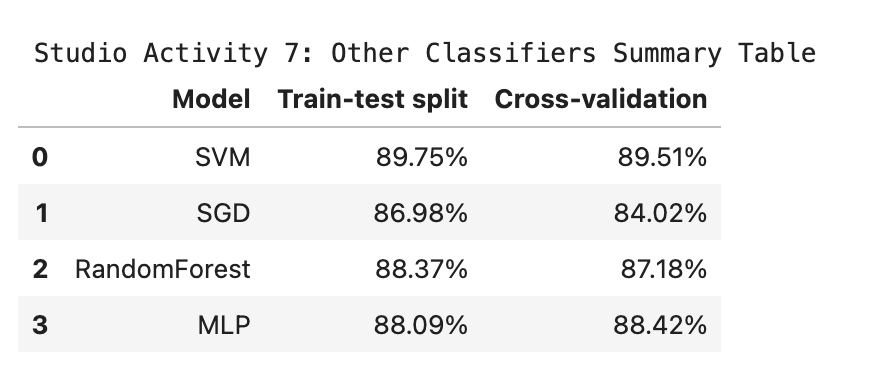 Studio Activity 7: Other Classifiers Summary Table
Model Train-test split Cross-validation
0 SVM 89.75% 89.51%
1 SGD 86.98% 84.02%
2 RandomForest 88.37% 87.18%
3 MLP 88.09% 88.42%